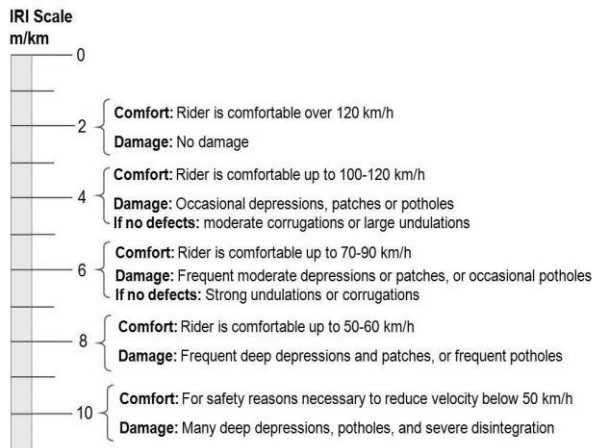 IRI Scale
m/km
0
Comfort: Rider is comfortable over 120 km/h
2
Damage: No damage
Comfort: Rider is comfortable up to 100-120 km/h
4
Damage: Occasional depressions, patches or potholes
If no defects: moderate corrugations or large undulations
Comfort: Rider is comfortable up to 70-90 km/h
6
Damage: Frequent moderate depressions or patches, or occasional potholes
If no defects: Strong undulations or corrugations
Comfort: Rider is comfortable up to 50-60 km/h
8
Damage: Frequent deep depressions and patches, or frequent potholes
Comfort: For safety reasons necessary to reduce velocity below 50 km/h
10
Damage: Many deep depressions, potholes, and severe disintegration